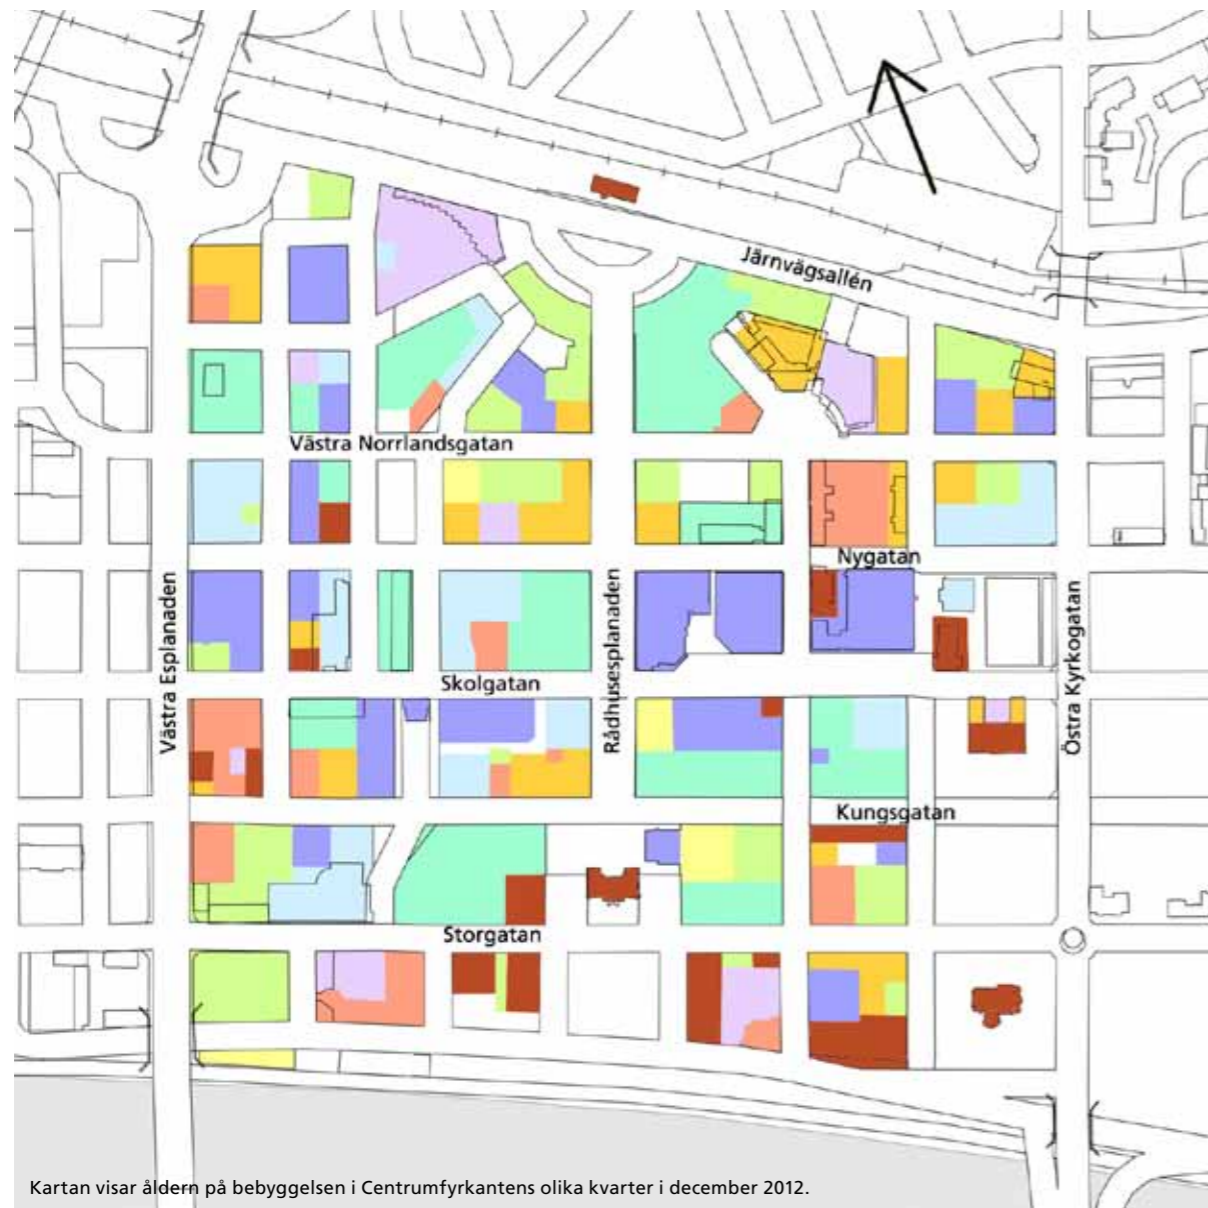 Järnvägsallén
Västra Norrlandsgatan
Nygatan
Västra Esplanaden
Rådhusesplanaden
Östra Kyrkogatan
Skolgatan
Kungsgatan
Storgatan
Kartan visar åldern på bebyggelsen i Centrumfyrkantens olika kvarter i december 2012.